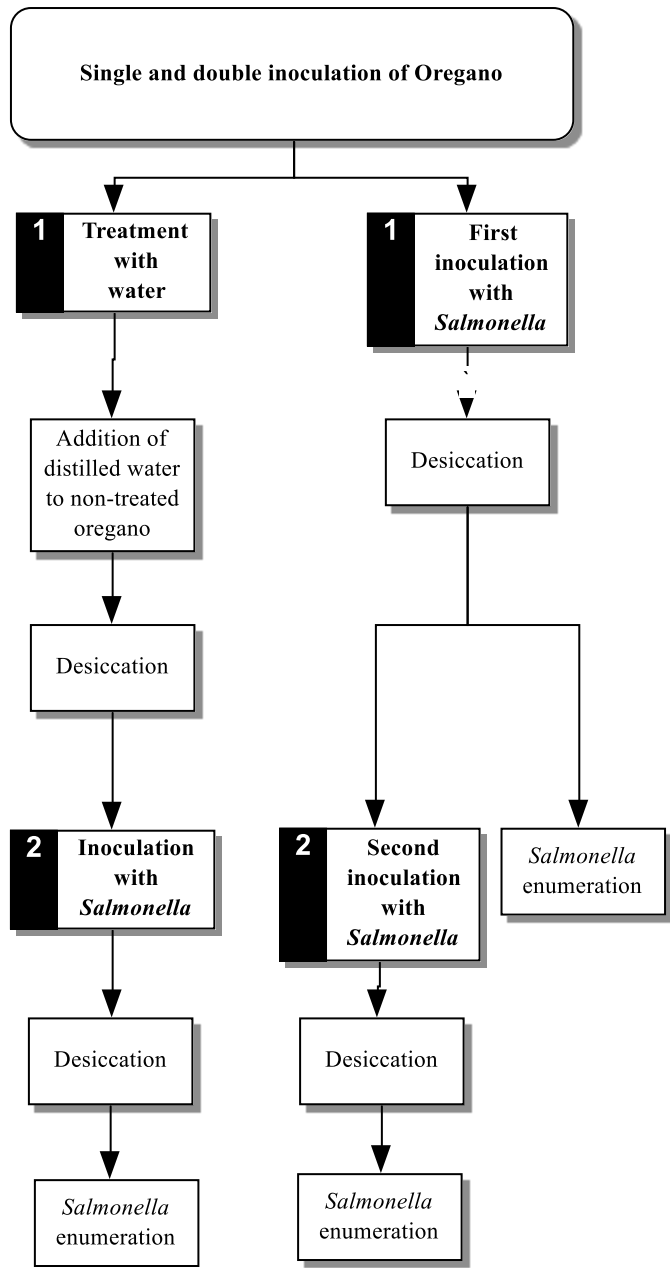 Single and double inoculation of Oregano
1
Treatment
with
water
1
First
inoculation
with
Salmonella
Addition of
distilled water
to non-treated
oregano
Desiccation
Desiccation
2
Inoculation
with
Salmonella
2
Second
inoculation
with
Salmonella
Salmonella
enumeration
Desiccation
Desiccation
Salmonella
enumeration
Salmonella
enumeration